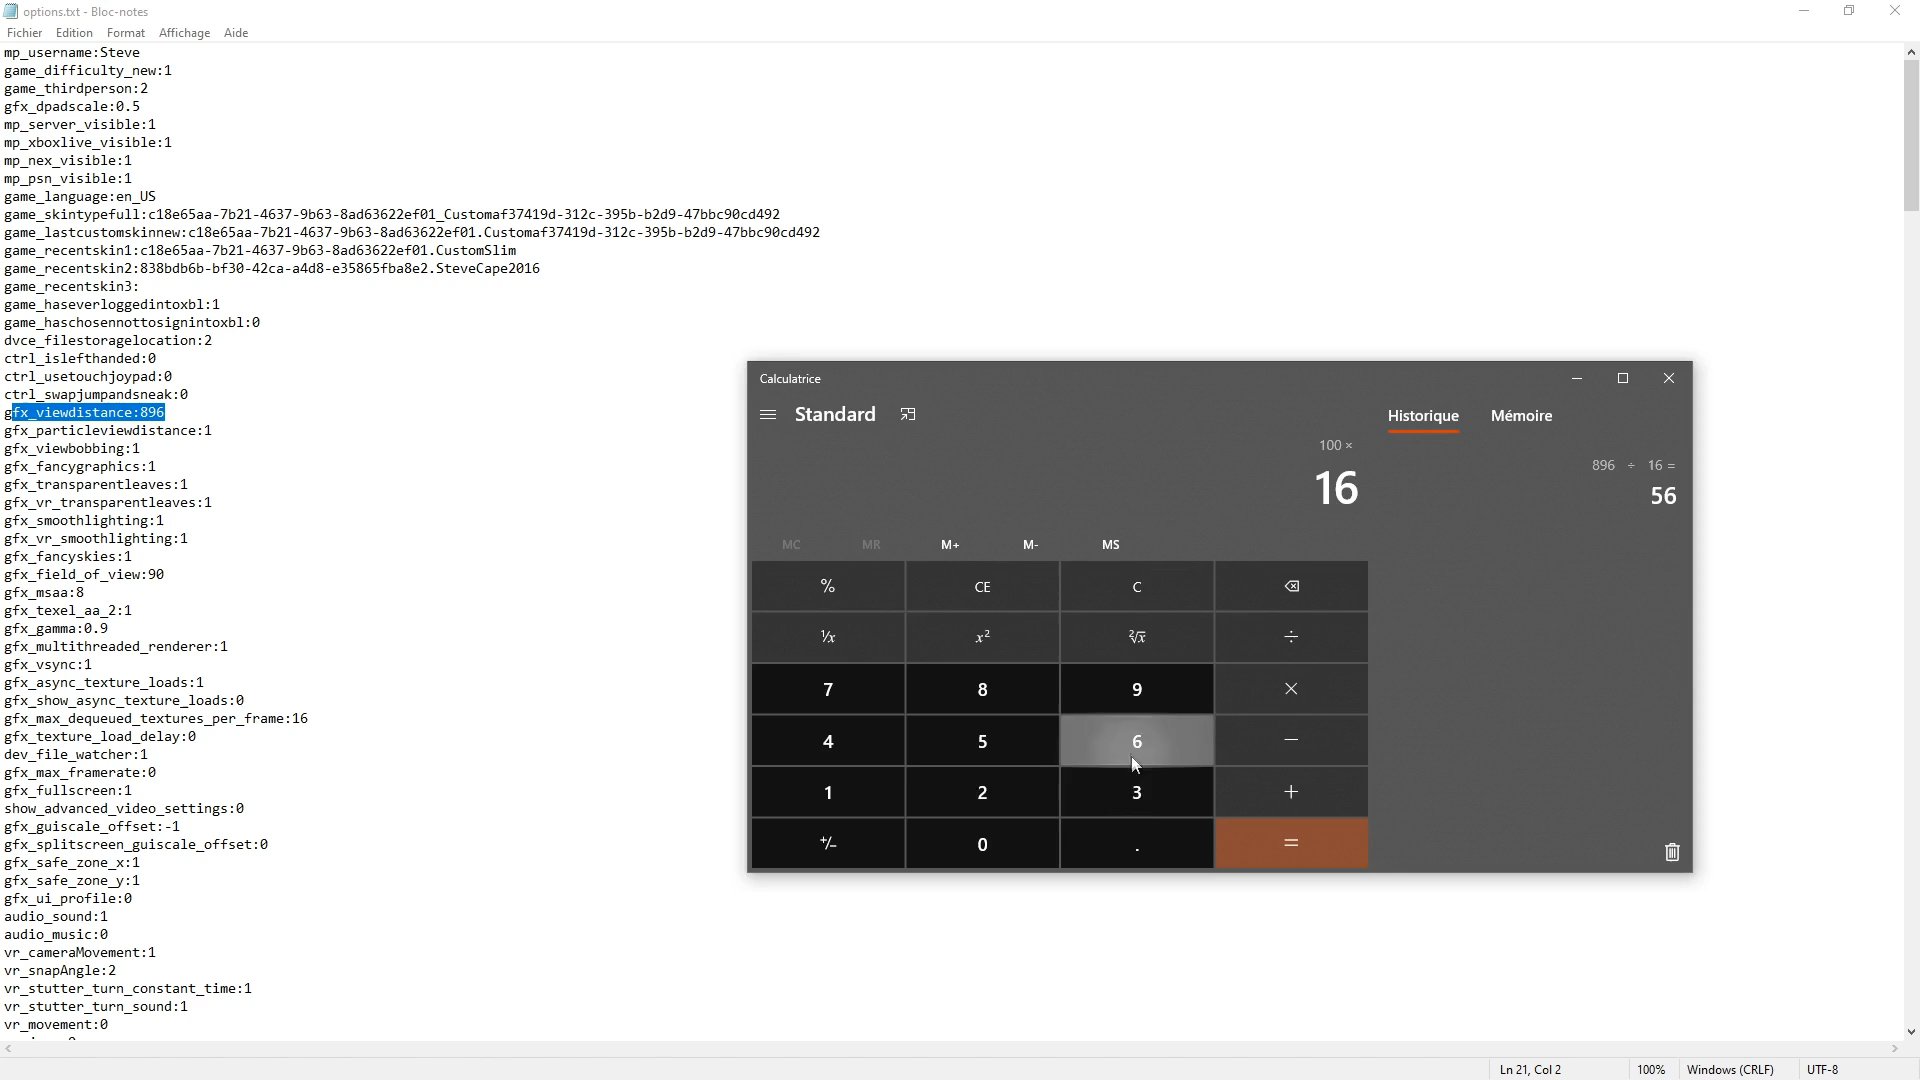 options.txt - Bloc-notes
Fichier Edition Format Affichage Aide
mp_username:Steve
game_difficulty_new:1
game_thirdperson:2
gfx_dpadscale:0.5
mp_server_visible:1
mp_xboxlive_visible:1
mp_nex_visible:1
mp_psn_visible:1
game_language:en_US
game_skintypefull:c18e65aa-7b21-4637-9b63-8ad63622ef01_Customaf37419d-312c-395b-b2d9-47bbc90cd492
game_lastcustomskinnew:c18e65aa-7b21-4637-9b63-8ad63622ef01.Customaf37419d-312c-395b-b2d9-47bbc90cd492
game_recentskin1:c18e65aa-7b21-4637-9b63-8ad63622ef01.CustomSlim
game_recentskin2:838bdb6b-bf30-42ca-a4d8-e35865fba8e2.SteveCape2016
game_recentskin3:
game_haseverloggedintoxbl:1
game_haschosennottosignintoxbl:0
dvce_filestoragelocation:2
ctrl_islefthanded:0
ctrl_usetouchjoypad:0
ctrl_swapjumpandsneak:0
gfx_viewdistance:896
gfx_particleviewdistance:1
gfx_viewbobbing:1
gfx_fancygraphics:1
gfx_transparentleaves:1
gfx_vr_transparentleaves:1
gfx_smoothlighting:1
gfx_vr_smoothlighting:1
gfx_fancyskies:1
gfx_field_of_view:90
gfx_msaa:8
gfx_texel_aa_2:1
gfx_gamma:0.9
gfx_multithreaded_renderer:1
gfx_vsync:1
gfx_async_texture_loads:1
gfx_show_async_texture_loads:0
gfx_max_dequeued_textures_per_frame:16
gfx_texture_load_delay:0
dev_file_watcher:1
gfx_max_framerate:0
gfx_fullscreen:1
show_advanced_video_settings:0
gfx_guiscale_offset:-1
gfx_splitscreen_guiscale_offset:0
gfx_safe_zone_x:1
gfx_safe_zone_y:1
gfx_ui_profile:0
audio_sound:1
audio_music:0
vr_cameraMovement:1
vr_snapAngle:2
vr_stutter_turn_constant_time:1
vr_stutter_turn_sound:1
vr_movement:0
Calculatrice
Standard
Historique Mémoire
100 ×
16
896 ÷ 16 =
56
MC MR M+ M- MS
% CE C
¹/x x² ²√x ÷
7 8 9 ×
4 5 6 −
1 2 3 +
+/- 0 . =
Ln 21, Col 2 100% Windows (CRLF) UTF-8